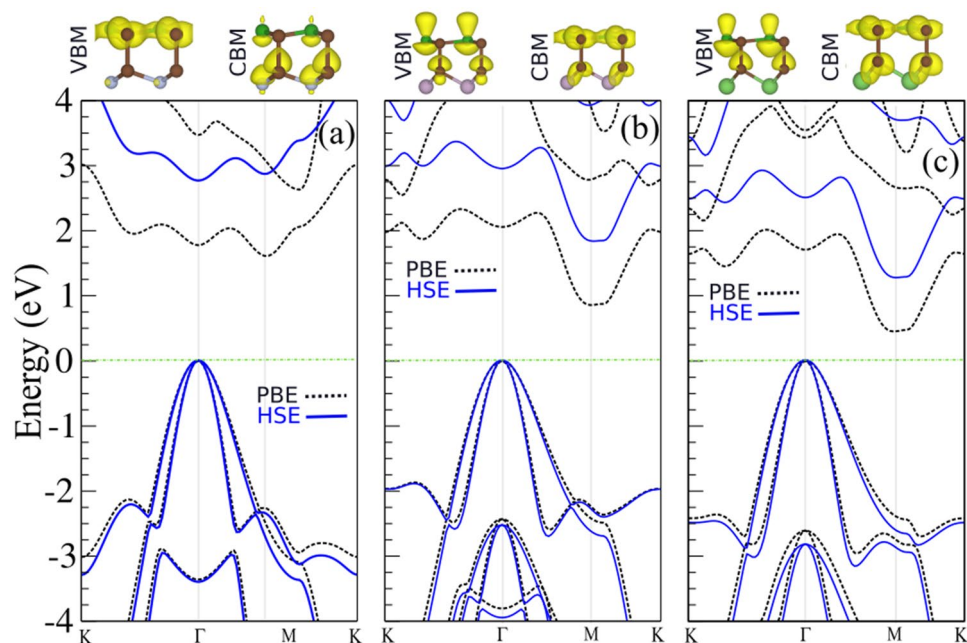 VBM
CBM
VBM
CBM
VBM
CBM
Energy (eV)
4
3
2
1
0
-1
-2
-3
-4
(a)
PBE
HSE
K Γ M K
(b)
PBE
HSE
K Γ M K
(c)
PBE
HSE
K Γ M K